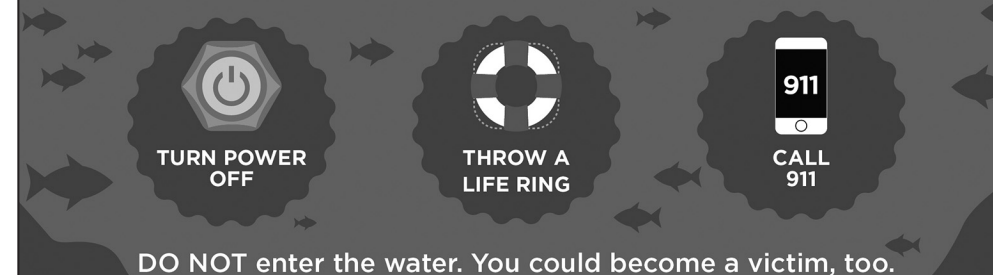 TURN POWER
OFF
THROW A
LIFE RING
911
CALL
911
DO NOT enter the water. You could become a victim, too.